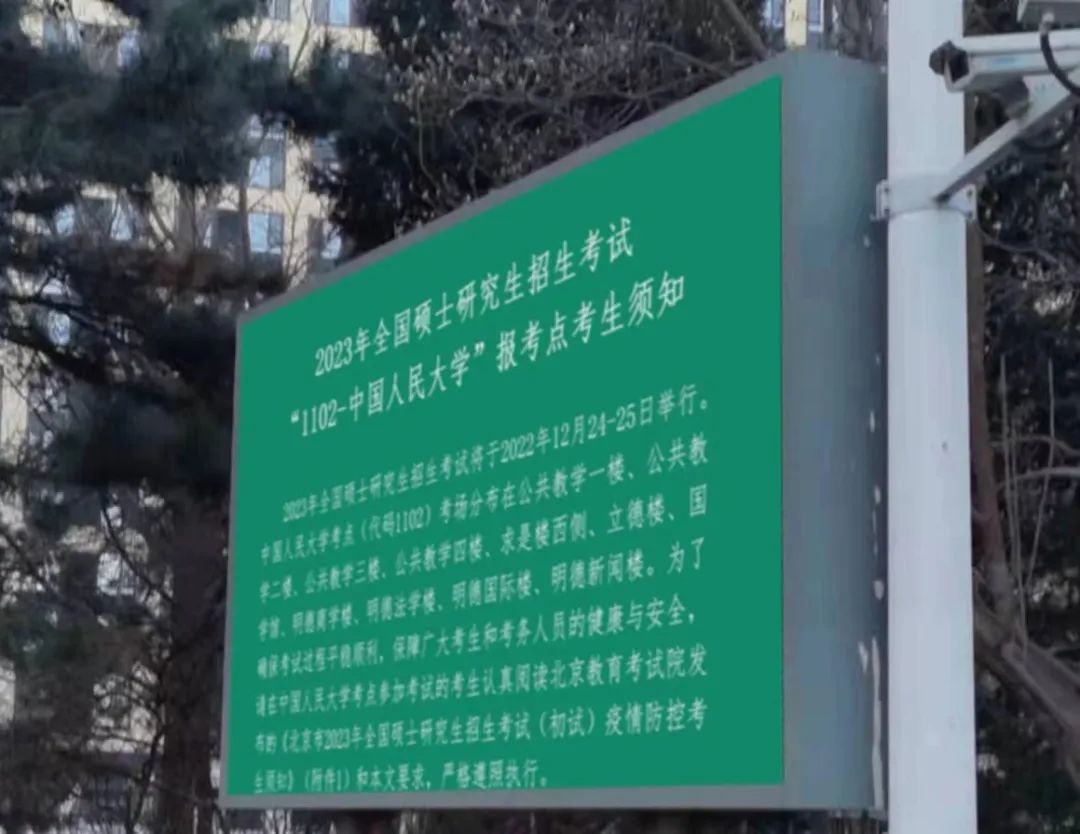 2023年全国硕士研究生招生考试
“1102-中国人民大学”报考点考生须知
2023年全国硕士研究生招生考试将于2022年12月24-25日举行。
中国人民大学考点（代码1102）考场分布在公共教学一楼、公共教
学二楼、公共教学三楼、公共教学四楼、求是楼西侧、立德楼、国
学馆、明德商学楼、明德法学楼、明德国际楼、明德新闻楼。为了
确保考试过程平稳顺利，保障广大考生和考务人员的健康与安全，
请在中国人民大学考点参加考试的考生认真阅读北京教育考试院发
布的《北京市2023年全国硕士研究生招生考试（初试）疫情防控考
生须知》（附件1）和本文要求，严格遵照执行。